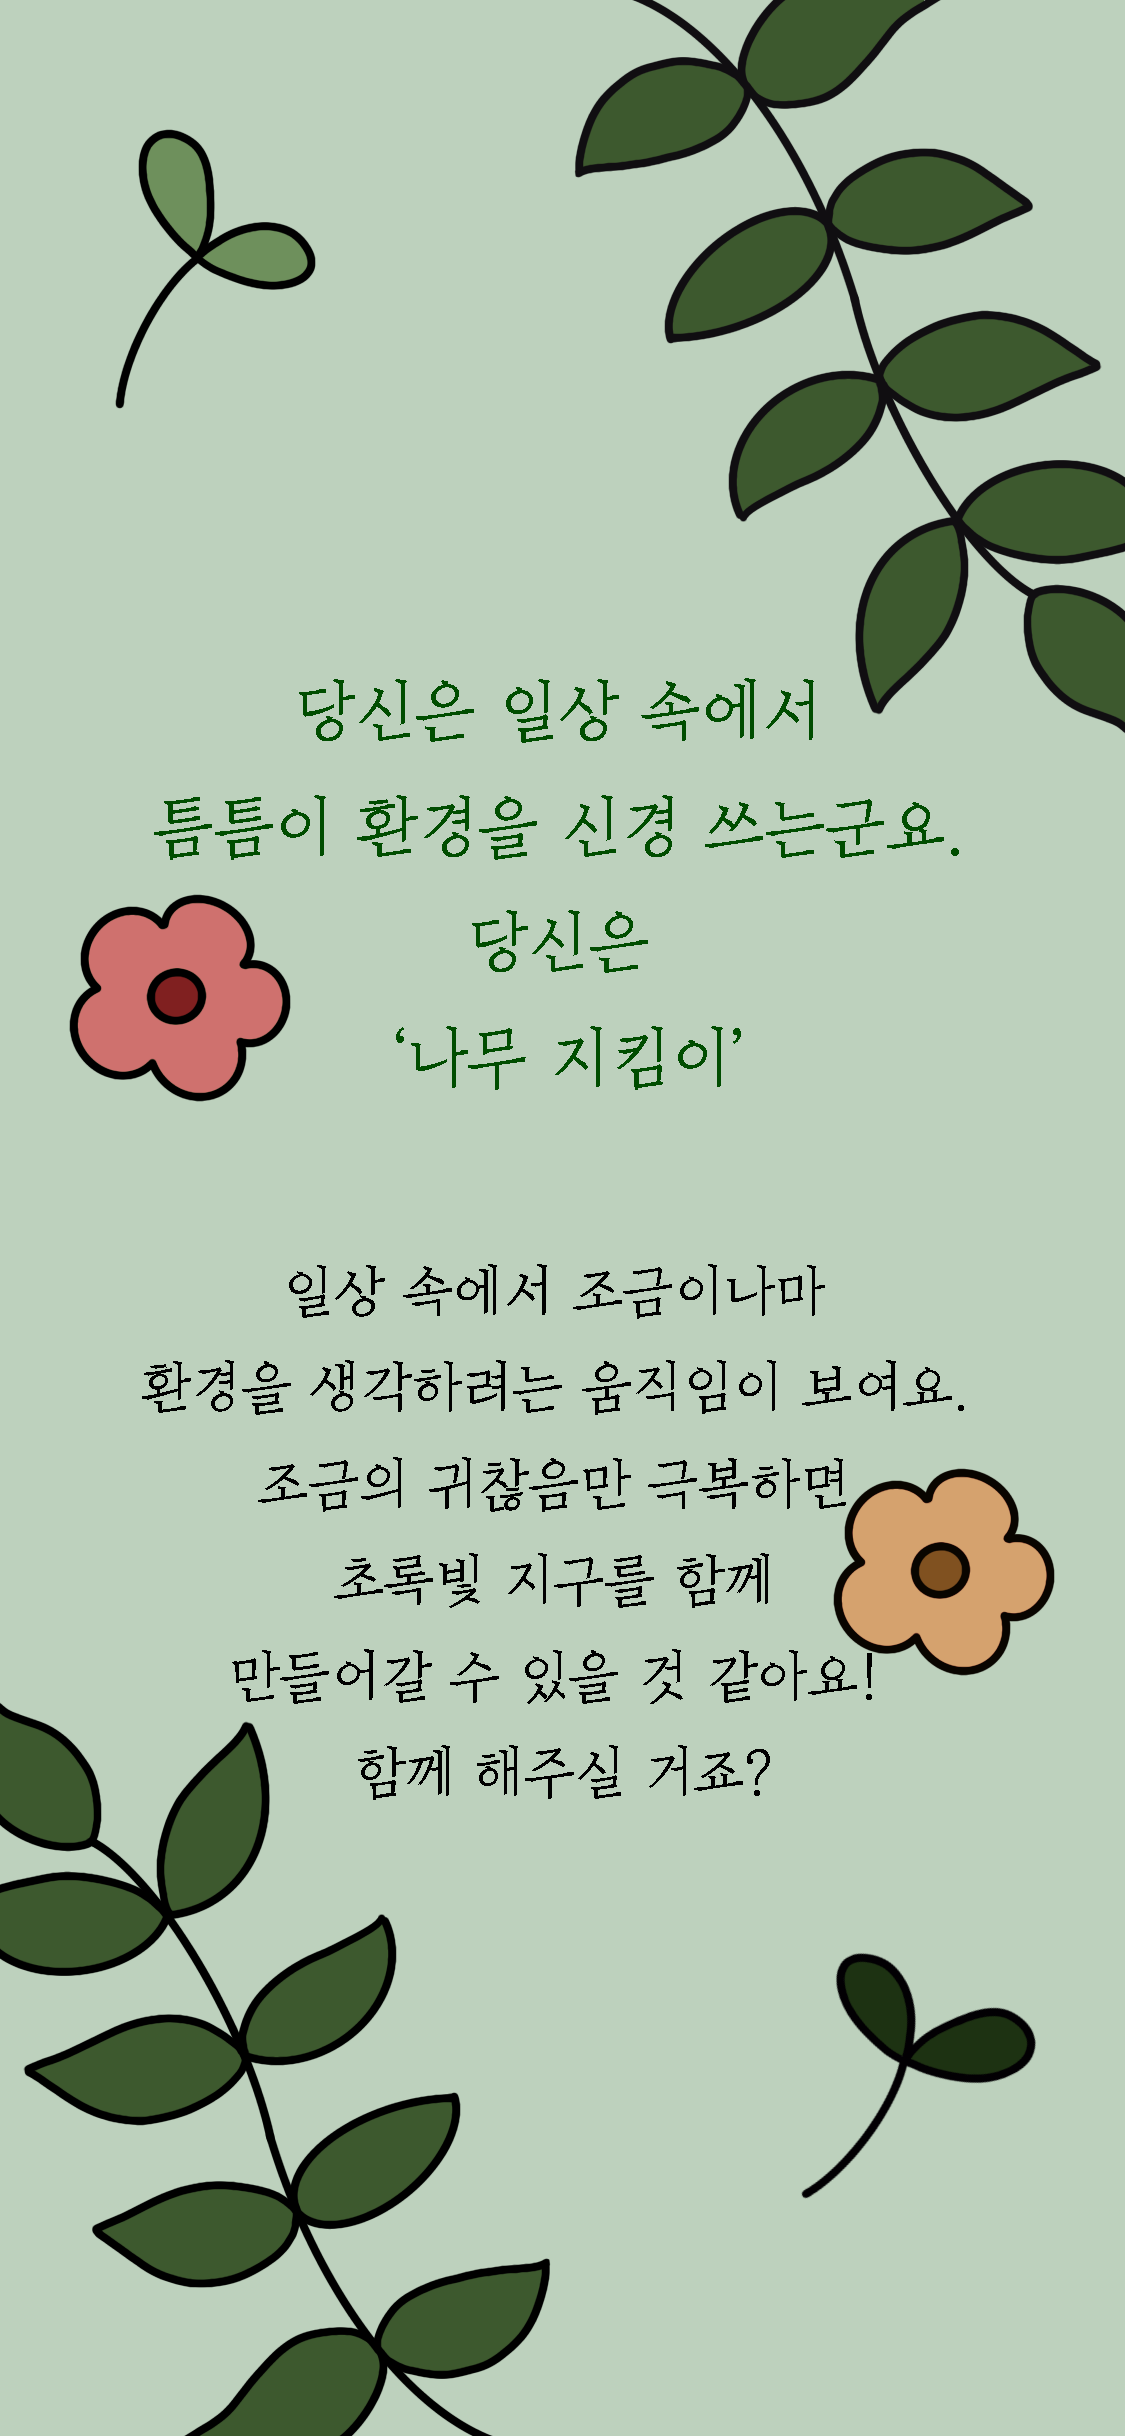 당신은 일상 속에서
틈틈이 환경을 신경 쓰는군요.
당신은
‘나무 지킴이’
일상 속에서 조금이나마
환경을 생각하려는 움직임이 보여요.
조금의 귀찮음만 극복하면
초록빛 지구를 함께
만들어갈 수 있을 것 같아요!
함께 해주실 거죠?